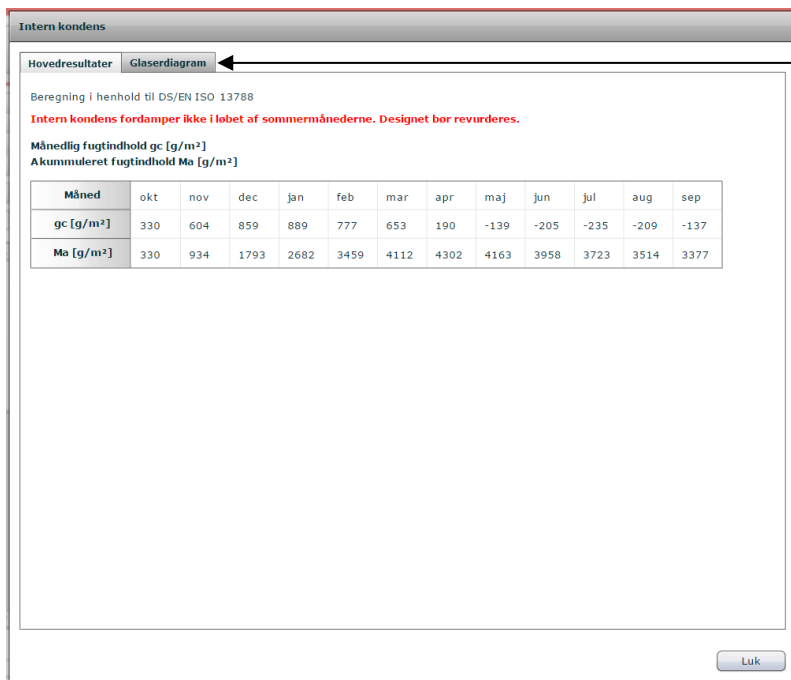 Intern kondens
Hovedresultater Glaserdiagram
Beregning i henhold til DS/EN ISO 13788
Intern kondens fordamper ikke i løbet af sommermånederne. Designet bør revurderes.
Månedlig fugtindhold gc [g/m²]
Akummuleret fugtindhold Ma [g/m²]
Måned okt nov dec jan feb mar apr maj jun jul aug sep
gc [g/m²] 330 604 859 889 777 653 190 -139 -205 -235 -209 -137
Ma [g/m²] 330 934 1793 2682 3459 4112 4302 4163 3958 3723 3514 3377
Luk